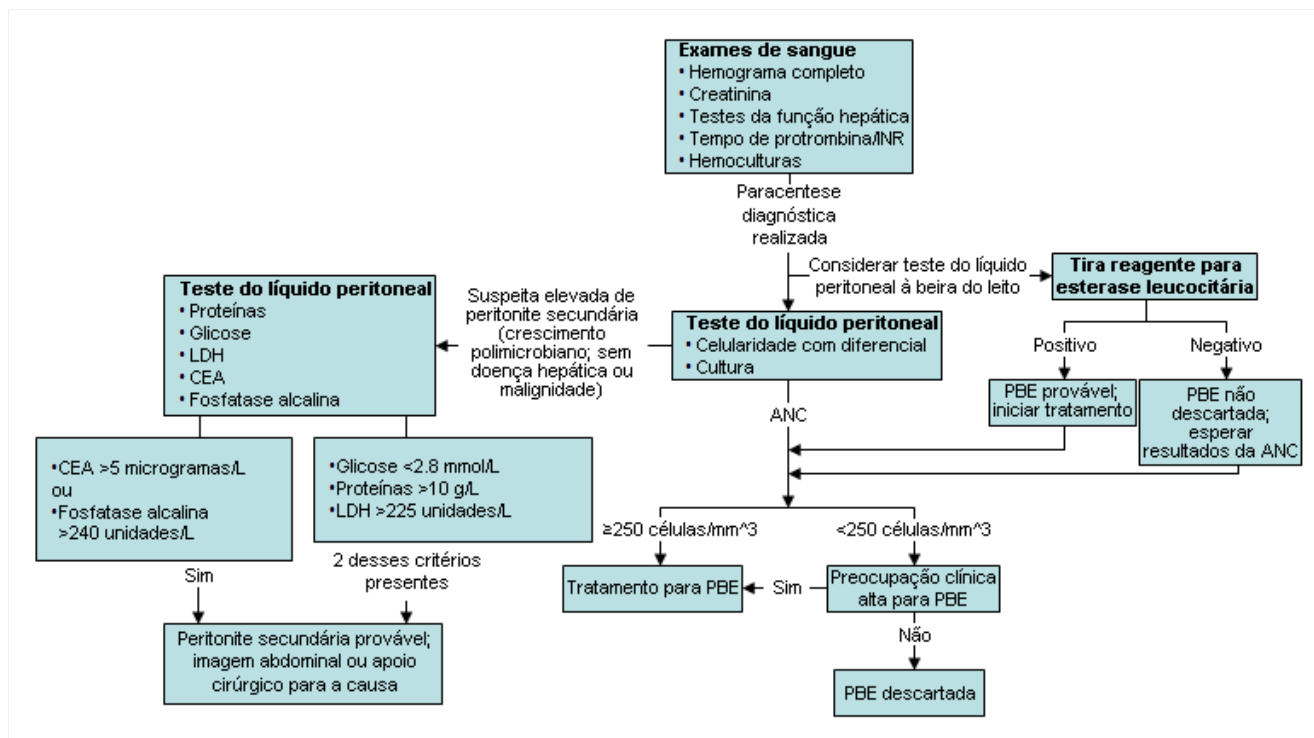 Exames de sangue
• Hemograma completo
• Creatinina
• Testes da função hepática
• Tempo de protrombina/INR
• Hemoculturas
Paracentese
diagnóstica
realizada
Considerar teste do líquido
peritoneal à beira do leito
Tira reagente para
esterase leucocitária
Positivo
Negativo
PBE provável;
iniciar tratamento
PBE não
descartada;
esperar
resultados da ANC
Teste do líquido peritoneal
• Celularidade com diferencial
• Cultura
Suspeita elevada de
peritonite secundária
(crescimento
polimicrobiano; sem
doença hepática ou
malignidade)
Teste do líquido peritoneal
• Proteínas
• Glicose
• LDH
• CEA
• Fosfatase alcalina
•CEA >5 microgramas/L
ou
•Fosfatase alcalina
>240 unidades/L
•Glicose <2.8 mmol/L
•Proteínas >10 g/L
•LDH >225 unidades/L
Sim
2 desses critérios
presentes
Peritonite secundária provável;
imagem abdominal ou apoio
cirúrgico para a causa
ANC
≥250 células/mm^3
<250 células/mm^3
Tratamento para PBE
Sim
Preocupação clínica
alta para PBE
Não
PBE descartada